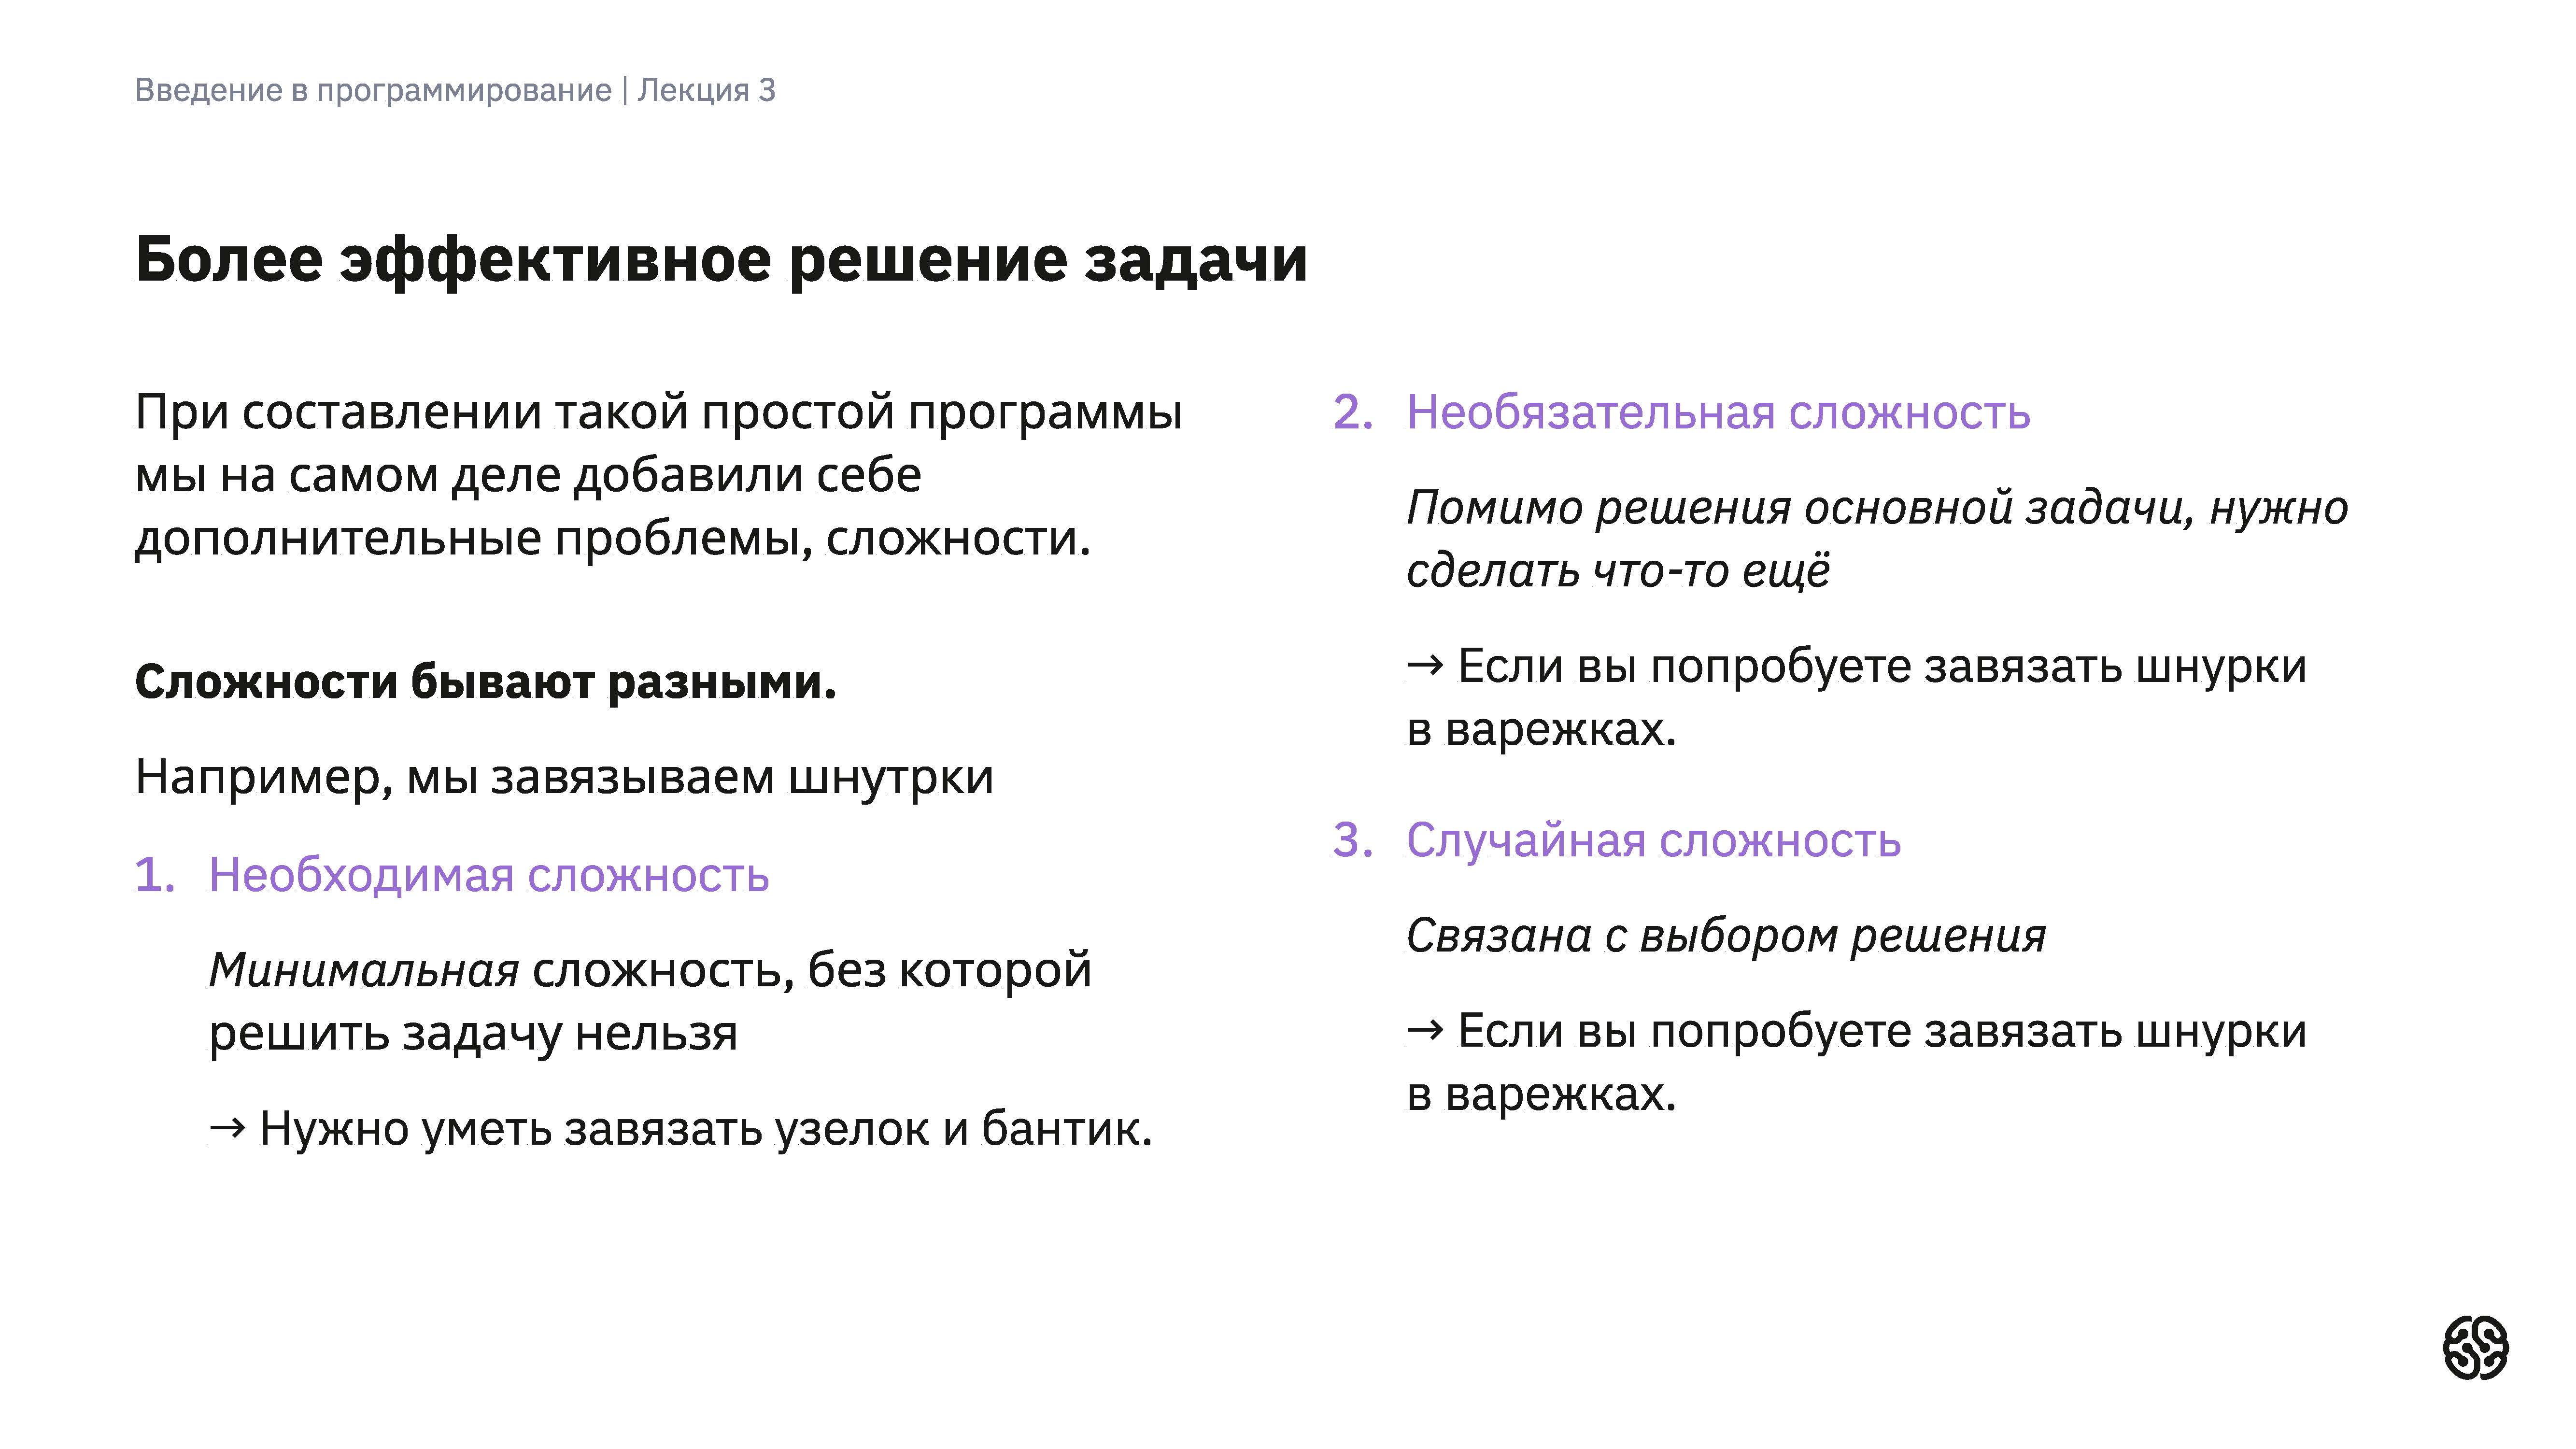 Введение в программирование | Лекция 3
Более эффективное решение задачи
При составлении такой простой программы
мы на самом деле добавили себе
дополнительные проблемы, сложности.
Сложности бывают разными.
Например, мы завязываем шнутрки
1. Необходимая сложность
Минимальная сложность, без которой
решить задачу нельзя
→ Нужно уметь завязать узелок и бантик.
2. Необязательная сложность
Помимо решения основной задачи, нужно
сделать что-то ещё
→ Если вы попробуете завязать шнурки
в варежках.
3. Случайная сложность
Связана с выбором решения
→ Если вы попробуете завязать шнурки
в варежках.